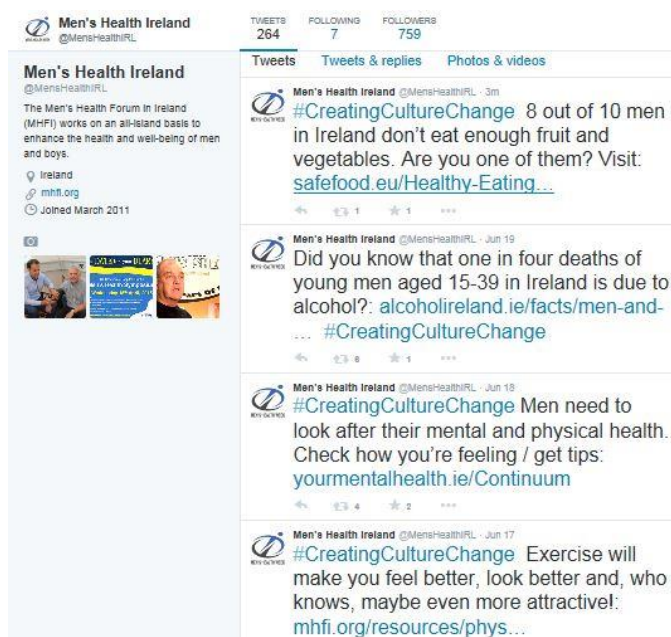 Men's Health Ireland
@MensHealthIRL
TWEETS
264
FOLLOWING
7
FOLLOWERS
759
Men's Health Ireland
@MensHealthIRL
The Men's Health Forum in Ireland
(MHFI) works on an all-island basis to
enhance the health and well-being of men
and boys.
Ireland
mhfi.org
Joined March 2011
Tweets Tweets & replies Photos & videos
Men's Health Ireland @MensHealthIRL · 3m
#CreatingCultureChange 8 out of 10 men
in Ireland don't eat enough fruit and
vegetables. Are you one of them? Visit:
safefood.eu/Healthy-Eating...
1 1
Men's Health Ireland @MensHealthIRL · Jun 19
Did you know that one in four deaths of
young men aged 15-39 in Ireland is due to
alcohol?: alcoholireland.ie/facts/men-and-
... #CreatingCultureChange
6 1
Men's Health Ireland @MensHealthIRL · Jun 18
#CreatingCultureChange Men need to
look after their mental and physical health.
Check how you're feeling / get tips:
yourmentalhealth.ie/Continuum
4 2
Men's Health Ireland @MensHealthIRL · Jun 17
#CreatingCultureChange Exercise will
make you feel better, look better and, who
knows, maybe even more attractive!:
mhfi.org/resources/phys...